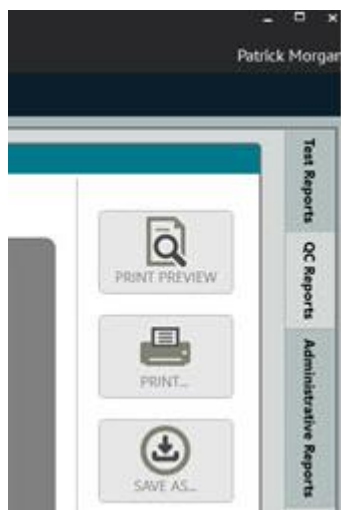 Patrick Morgan
Test Reports
QC Reports
Administrative Reports
PRINT PREVIEW
PRINT...
SAVE AS...